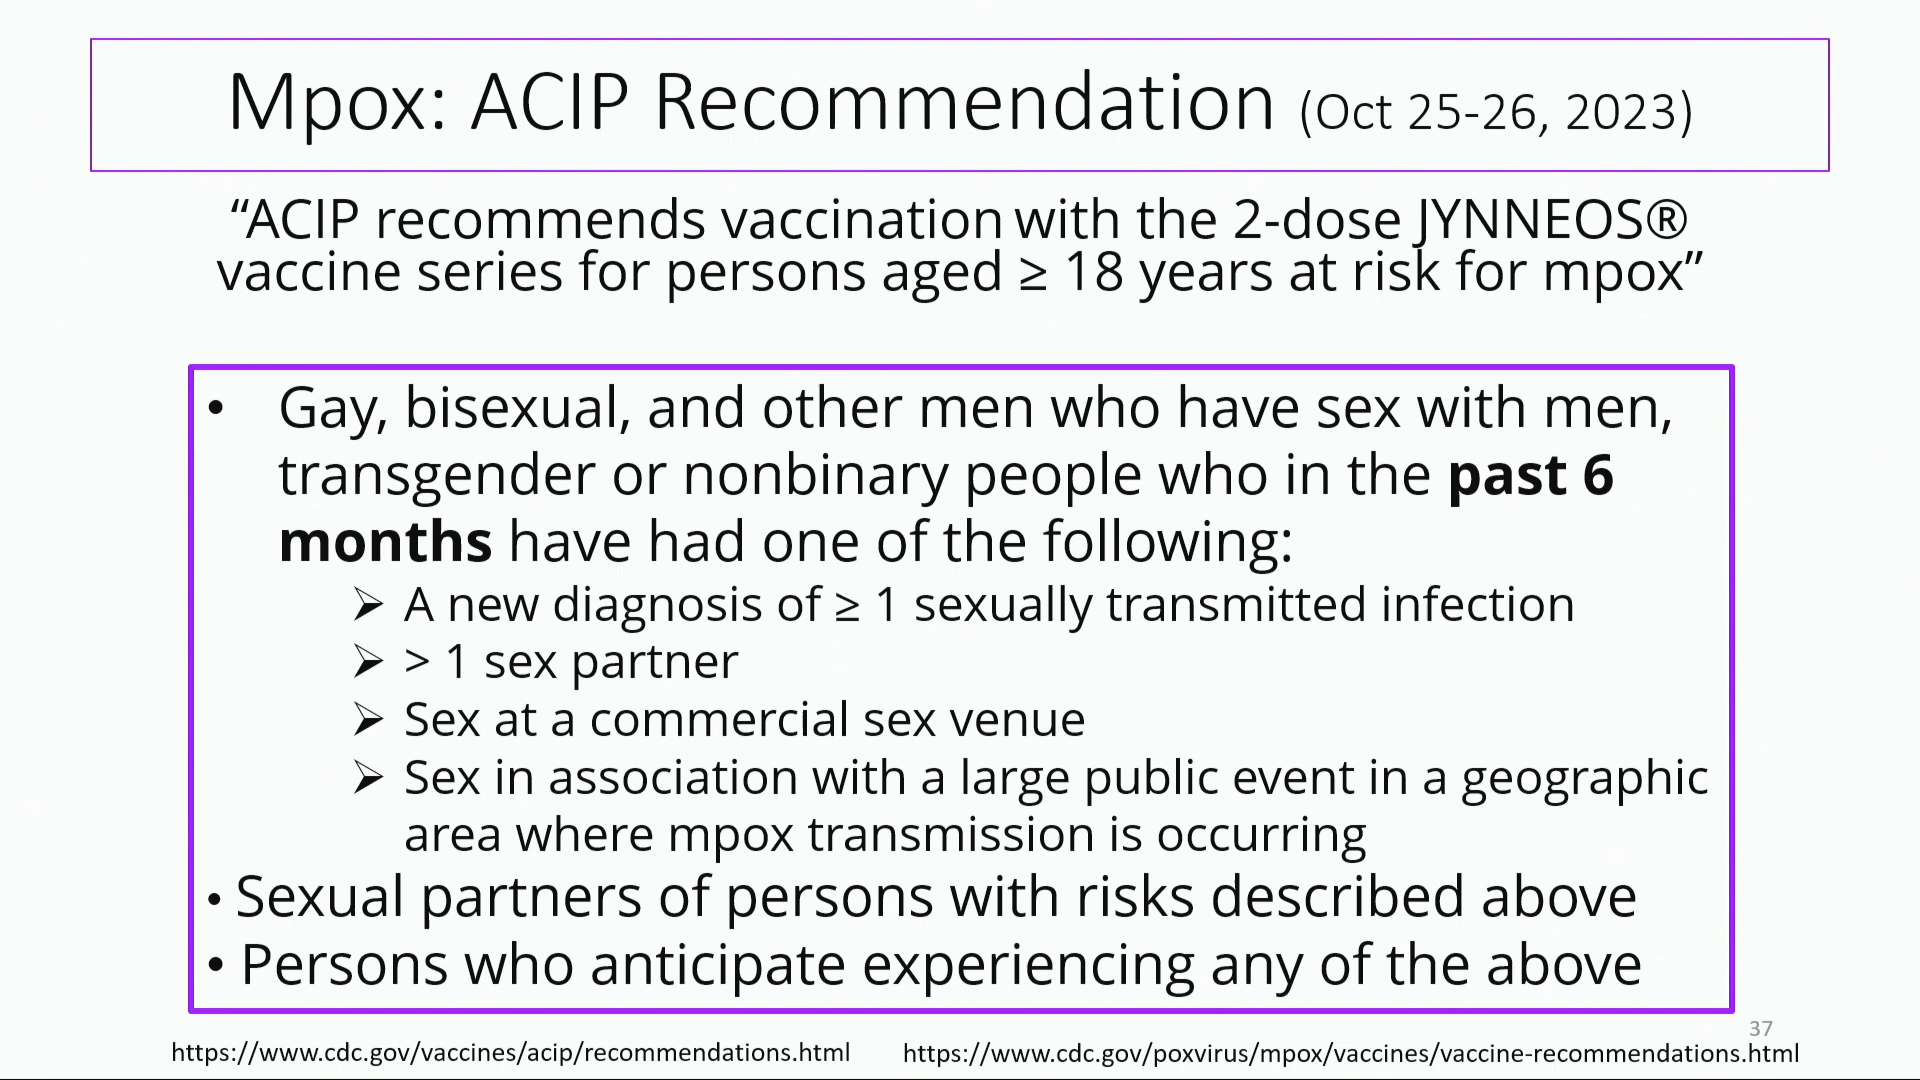 Mpox: ACIP Recommendation (Oct 25-26, 2023)
“ACIP recommends vaccination with the 2-dose JYNNEOS®
vaccine series for persons aged ≥ 18 years at risk for mpox”
• Gay, bisexual, and other men who have sex with men,
transgender or nonbinary people who in the past 6
months have had one of the following:
➢ A new diagnosis of ≥ 1 sexually transmitted infection
➢ > 1 sex partner
➢ Sex at a commercial sex venue
➢ Sex in association with a large public event in a geographic
area where mpox transmission is occurring
• Sexual partners of persons with risks described above
• Persons who anticipate experiencing any of the above
37
https://www.cdc.gov/vaccines/acip/recommendations.html https://www.cdc.gov/poxvirus/mpox/vaccines/vaccine-recommendations.html